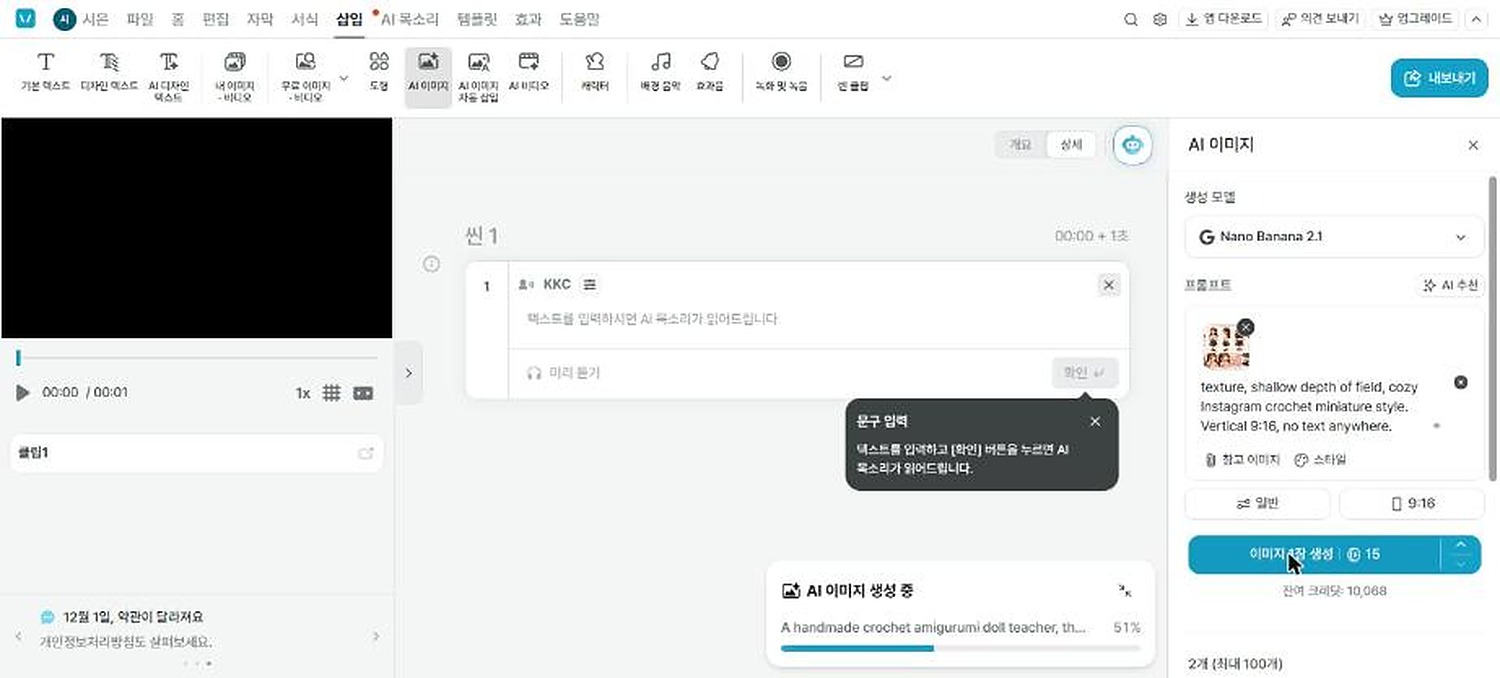 시 시온 파일 홈 편집 자막 서식 삽입 AI 목소리 템플릿 효과 도움말
앱 다운로드 의견 보내기 업그레이드
기본 텍스트
디자인 텍스트
AI 디자인
텍스트
내 이미지
·비디오
무료 이미지
·비디오
도형
AI 이미지
AI 이미지
자동 삽입
AI 비디오
캐릭터
배경 음악
효과음
녹화 및 녹음
빈 클립
내보내기
00:00 / 00:01
1x
클립1
12월 1일, 약관이 달라져요
개인정보처리방침도 살펴보세요.
개요 상세
씬 1
00:00 + 1초
1
KKC
텍스트를 입력하시면 AI 목소리가 읽어드립니다
미리 듣기
확인
문구 입력
텍스트를 입력하고 [확인] 버튼을 누르면 AI
목소리가 읽어드립니다.
AI 이미지 생성 중
A handmade crochet amigurumi doll teacher, th...
51%
AI 이미지
생성 모델
G Nano Banana 2.1
프롬프트
AI 추천
texture, shallow depth of field, cozy
Instagram crochet miniature style.
Vertical 9:16, no text anywhere.
참고 이미지 스타일
일반
9:16
이미지 1장 생성 15
잔여 크레딧: 10,068
2개 (최대 100개)